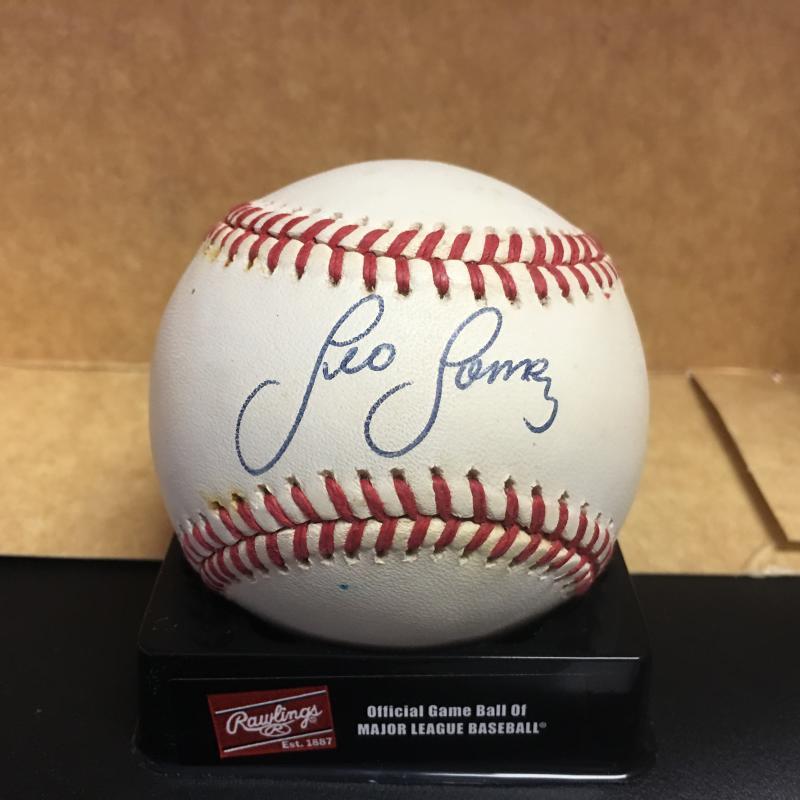 Leo Gomez
Rawlings
R
Est. 1887
Official Game Ball Of
MAJOR LEAGUE BASEBALL®